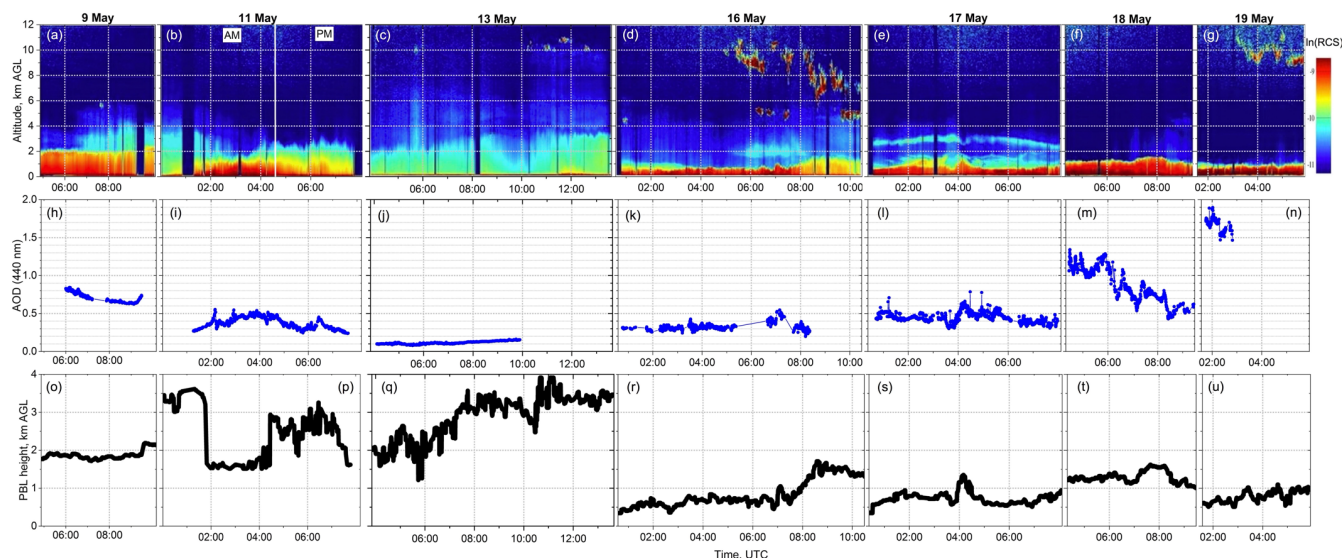 9 May 11 May 13 May 16 May 17 May 18 May 19 May
(a) (b) AM PM (c) (d) (e) (f) (g) ln(RCS)
Altitude, km AGL
12
10
8
6
4
2
0
-9
-10
-11
06:00 08:00 02:00 04:00 06:00 06:00 08:00 10:00 12:00 02:00 04:00 06:00 08:00 10:00 02:00 04:00 06:00 06:00 08:00 02:00 04:00
(h) (i) (j) (k) (l) (m) (n)
AOD (440 nm)
2.0
1.5
1.0
0.5
0.0
06:00 08:00 02:00 04:00 06:00 06:00 08:00 10:00 12:00 02:00 04:00 06:00 08:00 10:00 02:00 04:00 06:00 06:00 08:00 02:00 04:00
(o) (p) (q) (r) (s) (t) (u)
PBL height, km AGL
4
3
2
1
0
06:00 08:00 02:00 04:00 06:00 06:00 08:00 10:00 12:00 02:00 04:00 06:00 08:00 10:00 02:00 04:00 06:00 06:00 08:00 02:00 04:00
Time, UTC